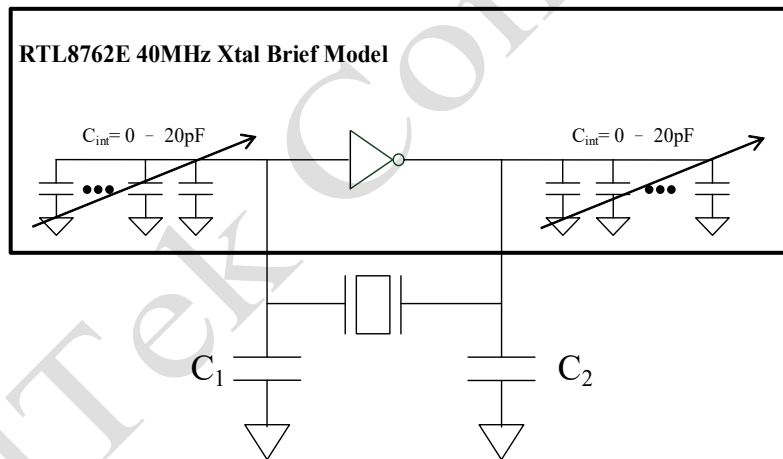 RTL8762E 40MHz Xtal Brief Model
Cint= 0 - 20pF
Cint= 0 - 20pF
C1
C2